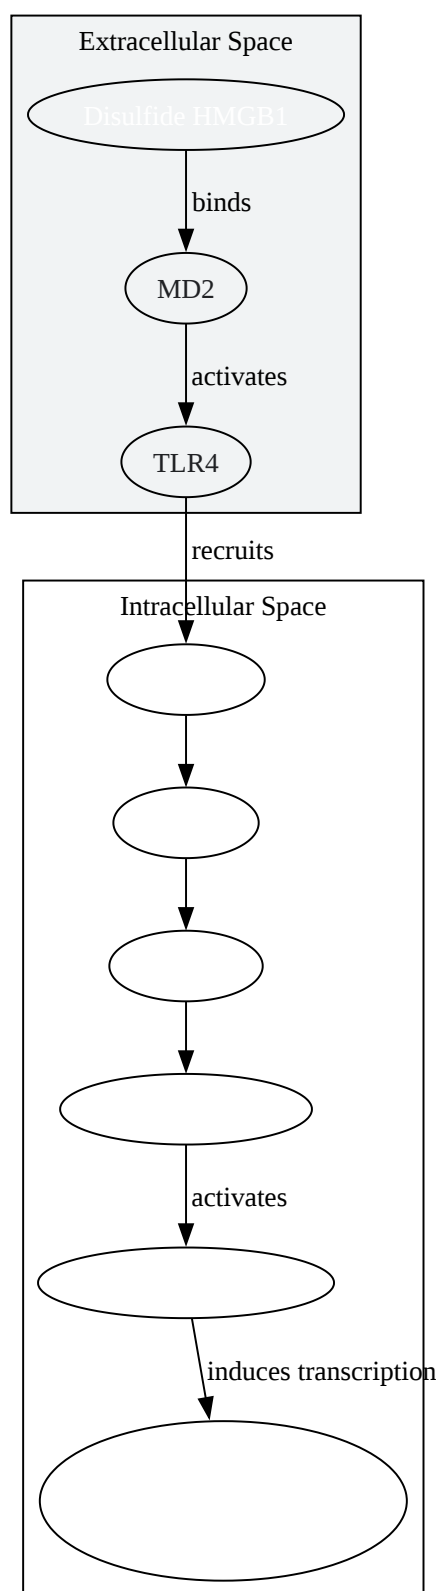 Extracellular Space
Disulfide HMGB1
binds
MD2
activates
TLR4
recruits
Intracellular Space
activates
induces transcription